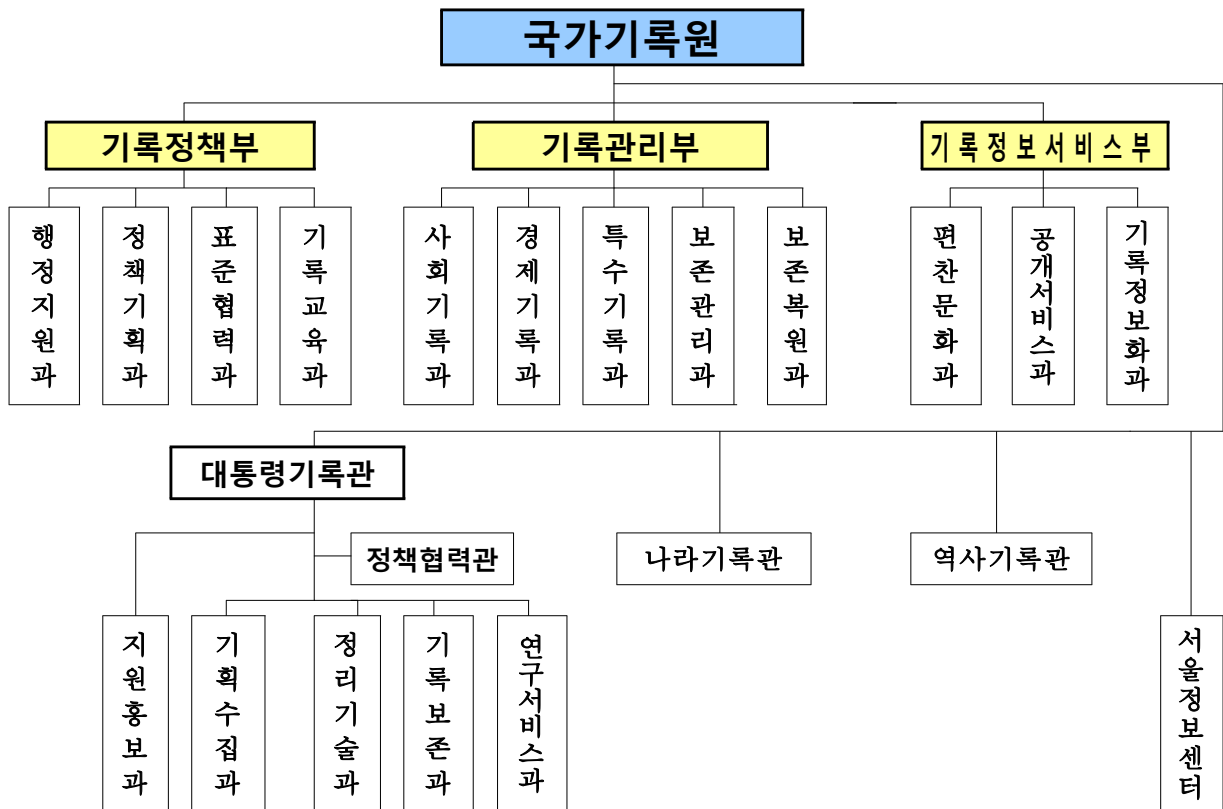 국가기록원
기록정책부
기록관리부
기록정보서비스부
행정지원과
정책기획과
표준협력과
기록교육과
사회기록과
경제기록과
특수기록과
보존관리과
보존복원과
편찬문화과
공개서비스과
기록정보화과
대통령기록관
정책협력관
나라기록관
역사기록관
지원홍보과
기획수집과
정리기술과
기록보존과
연구서비스과
서울정보센터